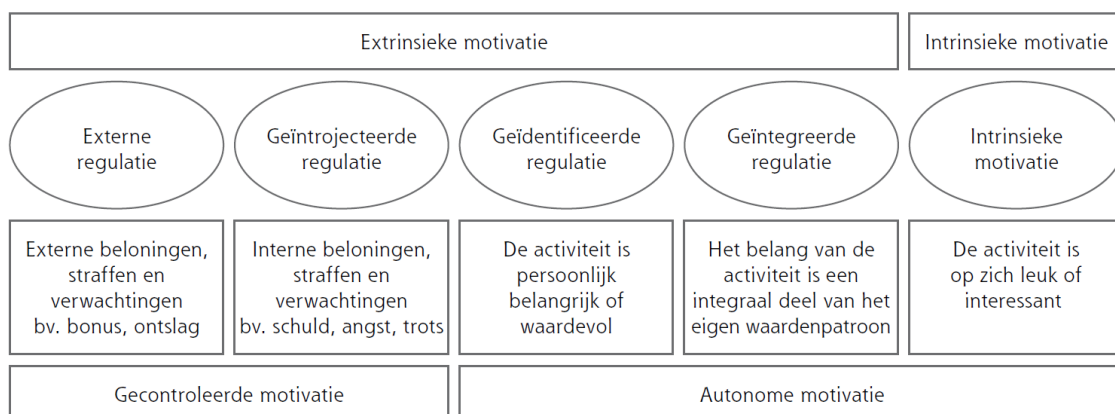 Extrinsieke motivatie
Intrinsieke motivatie
Externe
regulatie
Geïntrojecteerde
regulatie
Geïdentificeerde
regulatie
Geïntegreerde
regulatie
Intrinsieke
motivatie
Externe beloningen,
straffen en
verwachtingen
bv. bonus, ontslag
Interne beloningen,
straffen en
verwachtingen
bv. schuld, angst, trots
De activiteit is
persoonlijk
belangrijk of
waardevol
Het belang van de
activiteit is een
integraal deel van het
eigen waardenpatroon
De activiteit is
op zich leuk of
interessant
Gecontroleerde motivatie
Autonome motivatie